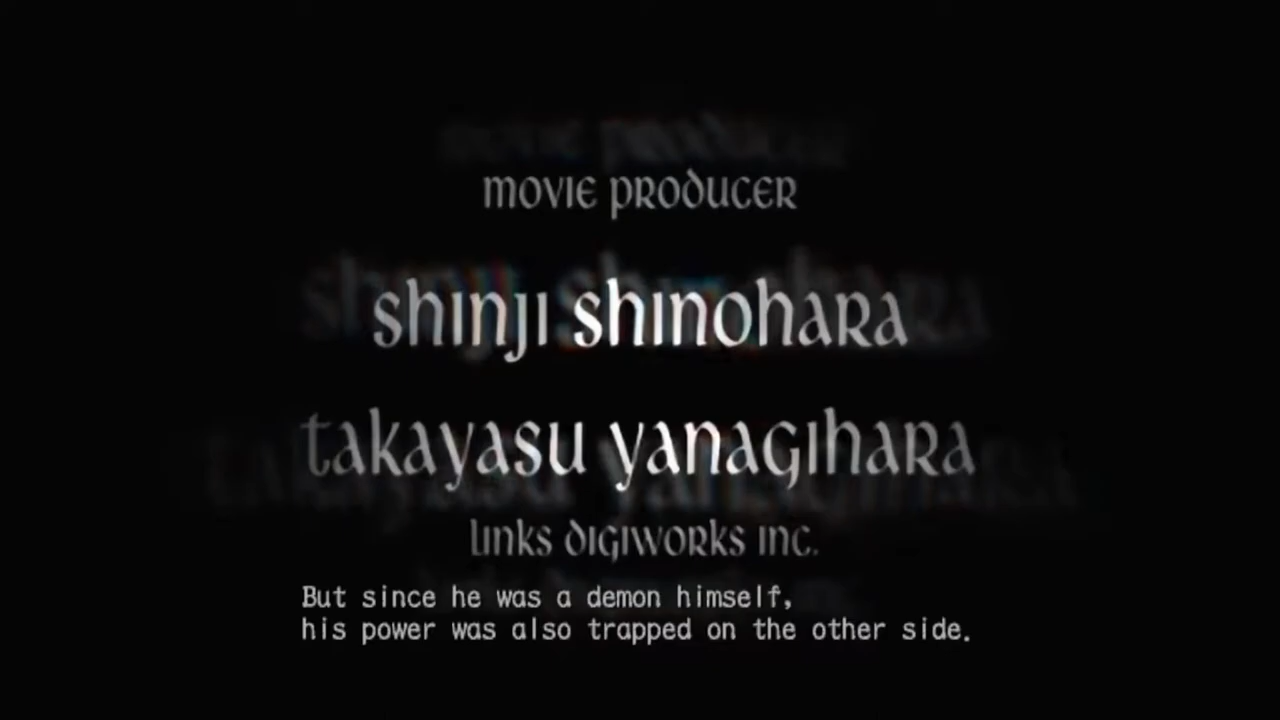 movie producer
shinji shinohara
takayasu yanagihara
links digiworks inc.
But since he was a demon himself,
his power was also trapped on the other side.